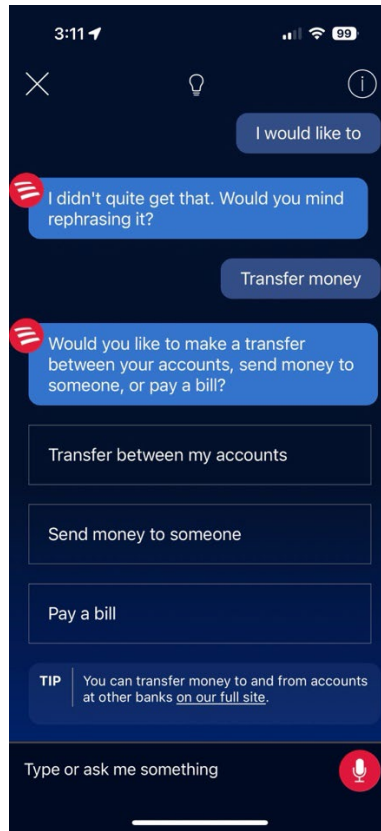 3:11
99
I would like to
I didn't quite get that. Would you mind
rephrasing it?
Transfer money
Would you like to make a transfer
between your accounts, send money to
someone, or pay a bill?
Transfer between my accounts
Send money to someone
Pay a bill
TIP
You can transfer money to and from accounts
at other banks on our full site.
Type or ask me something